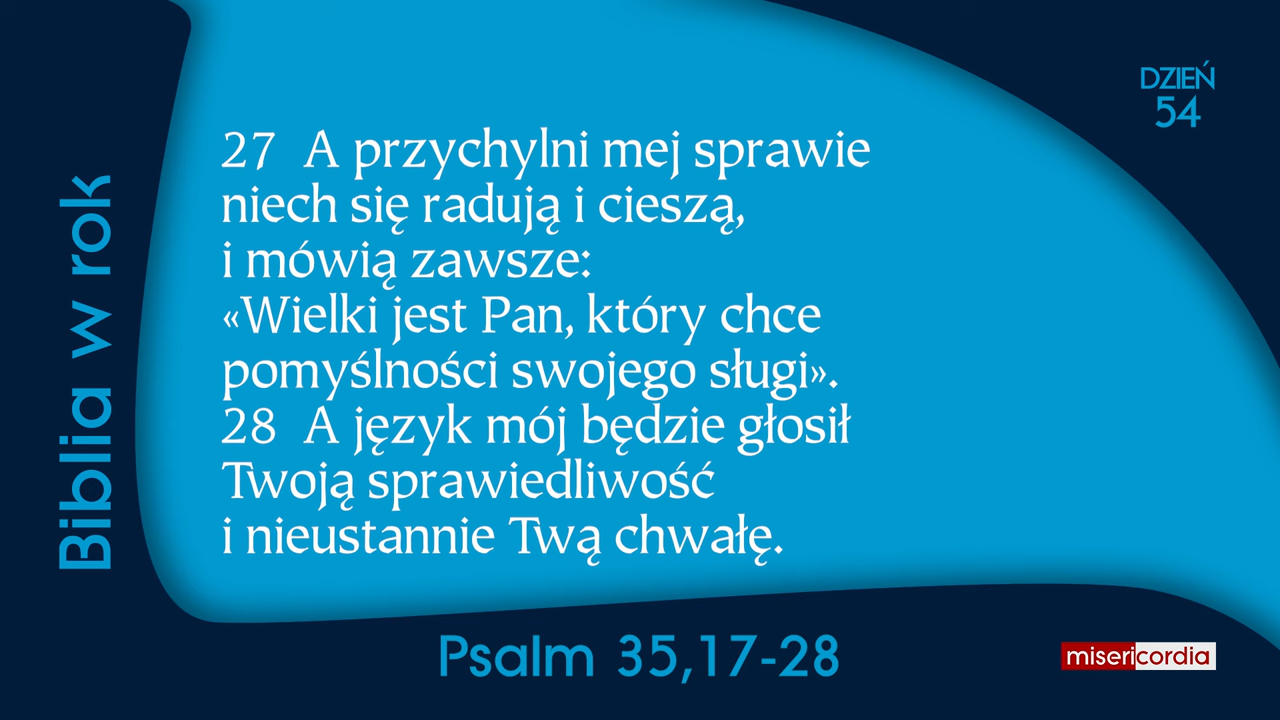 DZIEŃ
54
27 A przychylni mej sprawie
niech się radują i cieszą,
i mówią zawsze:
«Wielki jest Pan, który chce
pomyślności swojego sługi».
28 A język mój będzie głosił
Twoją sprawiedliwość
i nieustannie Twą chwałę.
Biblia w rok
Psalm 35,17-28
misericordia